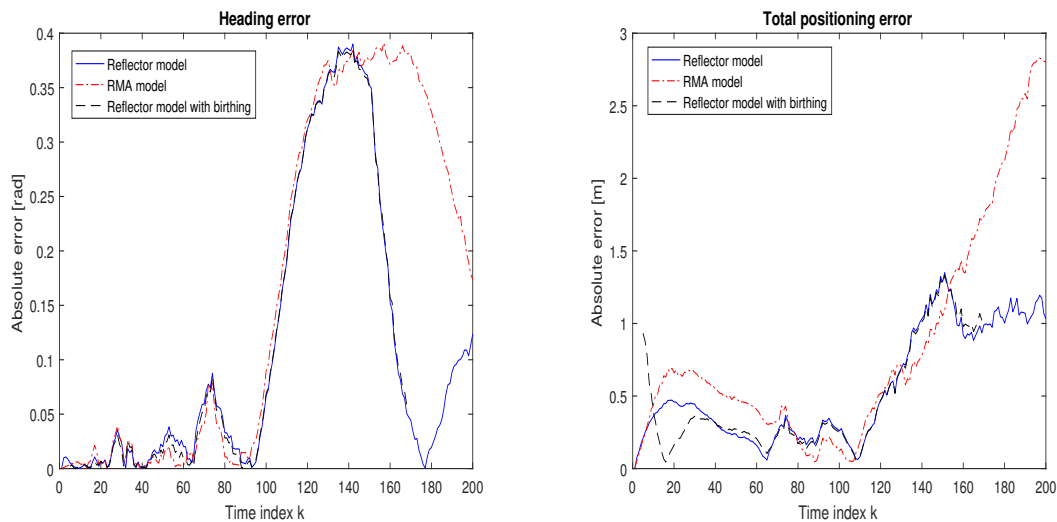 Heading error
0.4
0.35
0.3
0.25
0.2
0.15
0.1
0.05
0
Absolute error [rad]
Reflector model
RMA model
Reflector model with birthing
0 20 40 60 80 100 120 140 160 180 200
Time index k
Total positioning error
3
2.5
2
1.5
1
0.5
0
Absolute error [m]
Reflector model
RMA model
Reflector model with birthing
0 20 40 60 80 100 120 140 160 180 200
Time index k